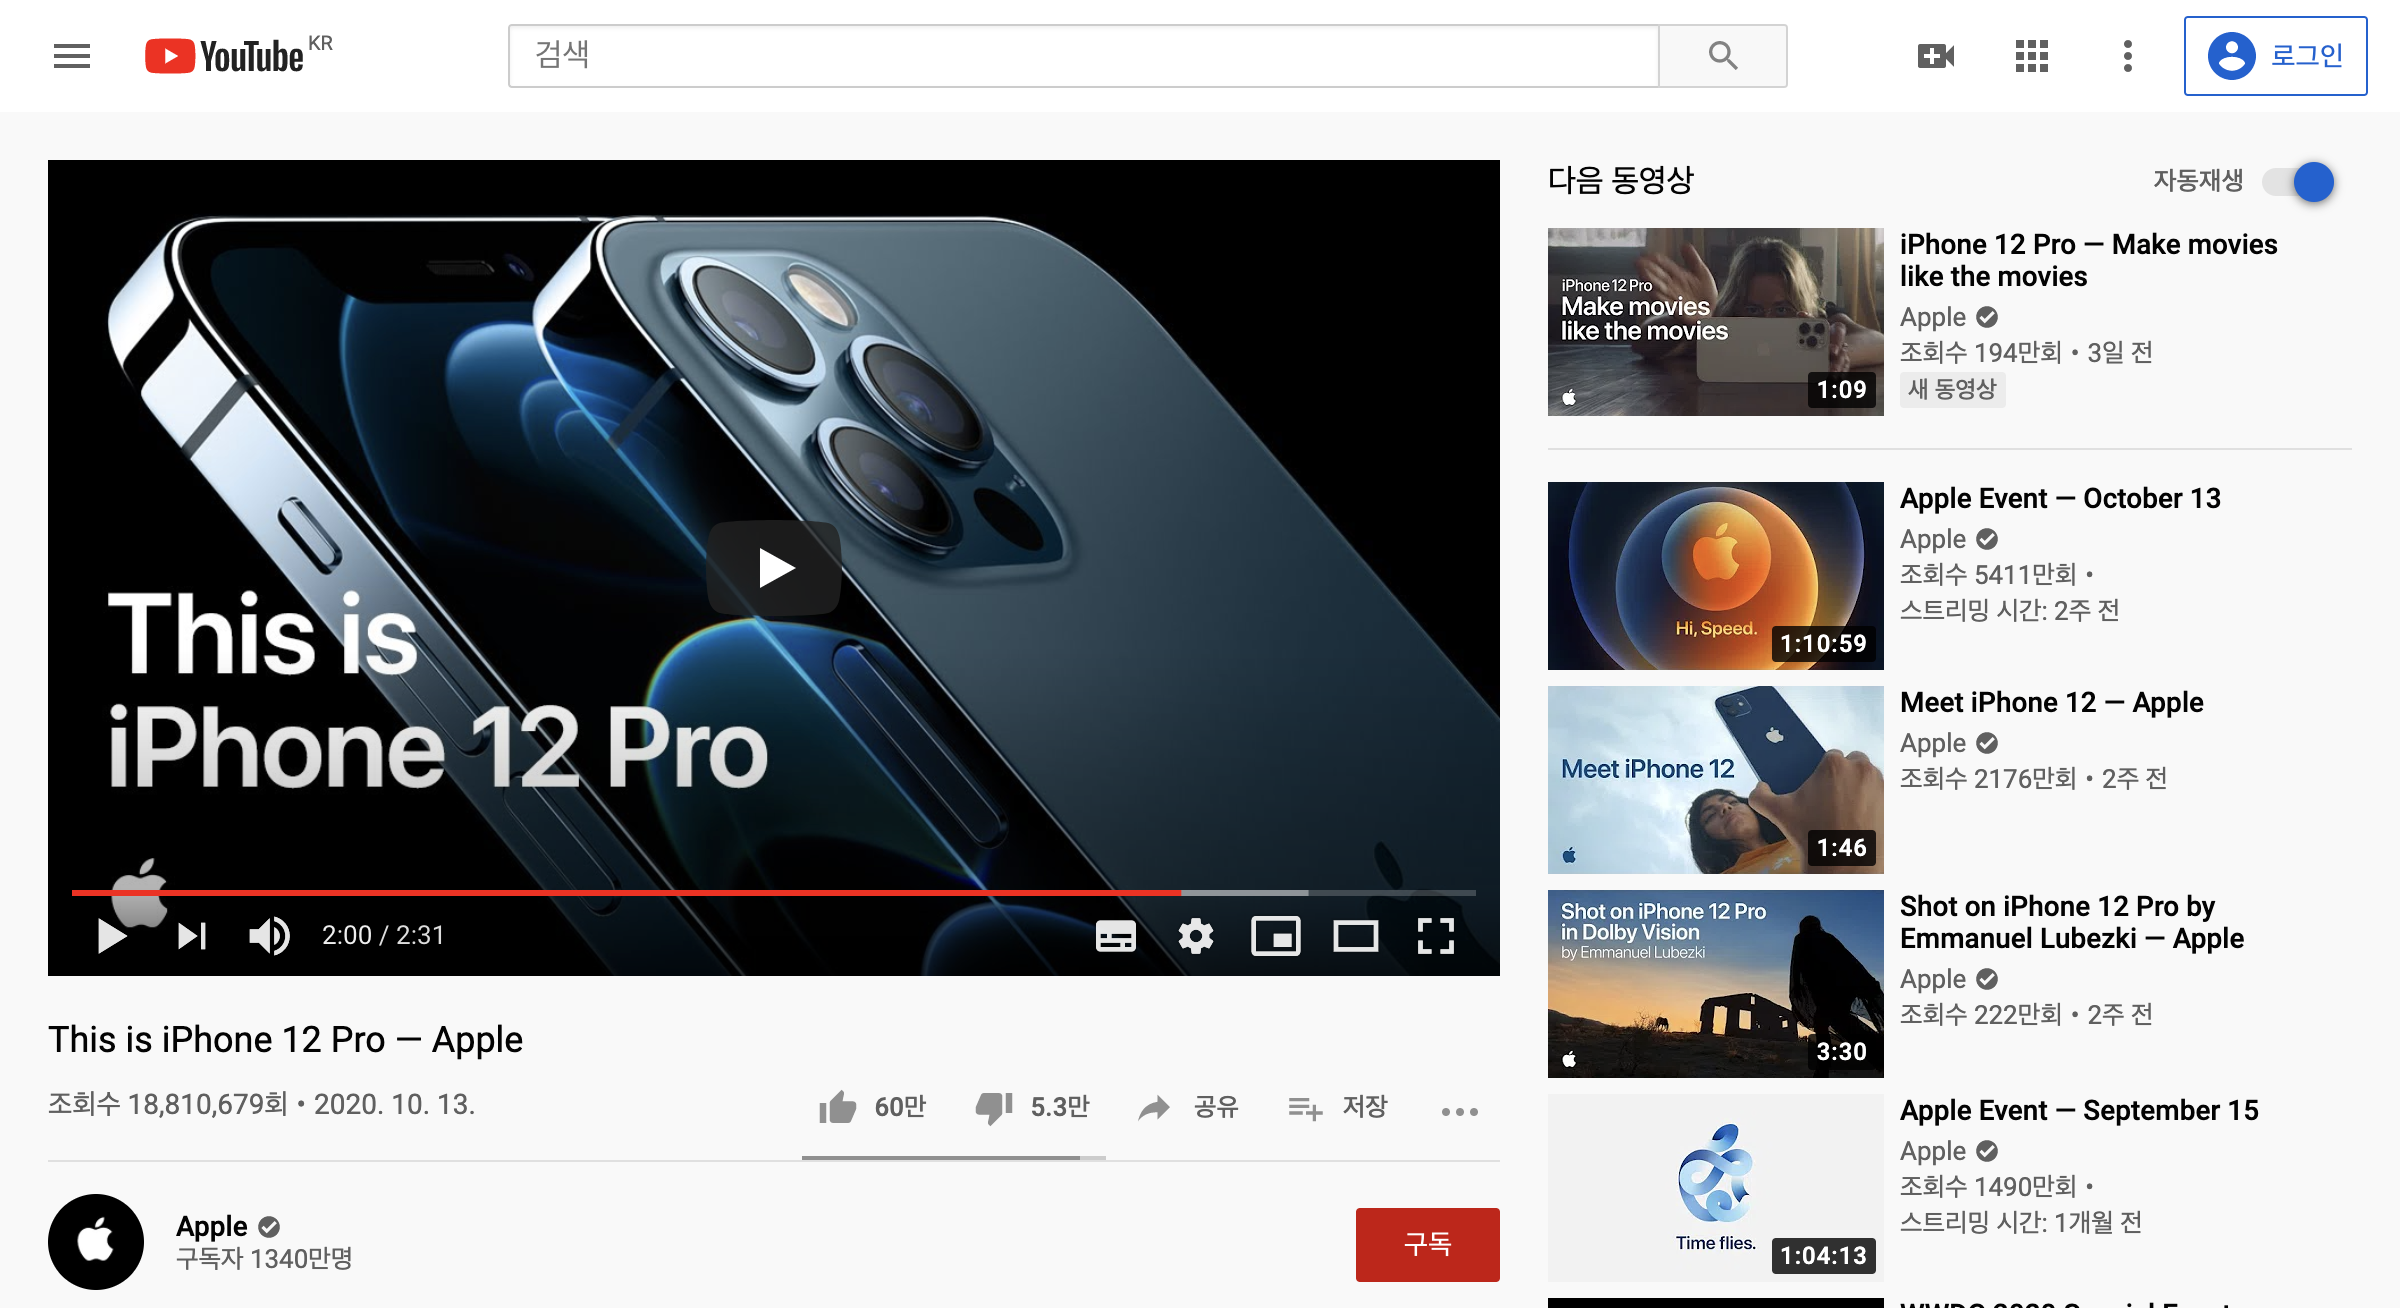 YouTube KR
검색
로그인
This is
iPhone 12 Pro
2:00 / 2:31
This is iPhone 12 Pro — Apple
조회수 18,810,679회 • 2020. 10. 13.
60만
5.3만
공유
저장
Apple
구독자 1340만명
구독
다음 동영상
자동재생
iPhone 12 Pro
Make movies
like the movies
1:09
iPhone 12 Pro — Make movies
like the movies
Apple
조회수 194만회 • 3일 전
새 동영상
Hi, Speed.
1:10:59
Apple Event — October 13
Apple
조회수 5411만회 •
스트리밍 시간: 2주 전
Meet iPhone 12
1:46
Meet iPhone 12 — Apple
Apple
조회수 2176만회 • 2주 전
Shot on iPhone 12 Pro
in Dolby Vision
by Emmanuel Lubezki
3:30
Shot on iPhone 12 Pro by
Emmanuel Lubezki — Apple
Apple
조회수 222만회 • 2주 전
Time flies.
1:04:13
Apple Event — September 15
Apple
조회수 1490만회 •
스트리밍 시간: 1개월 전